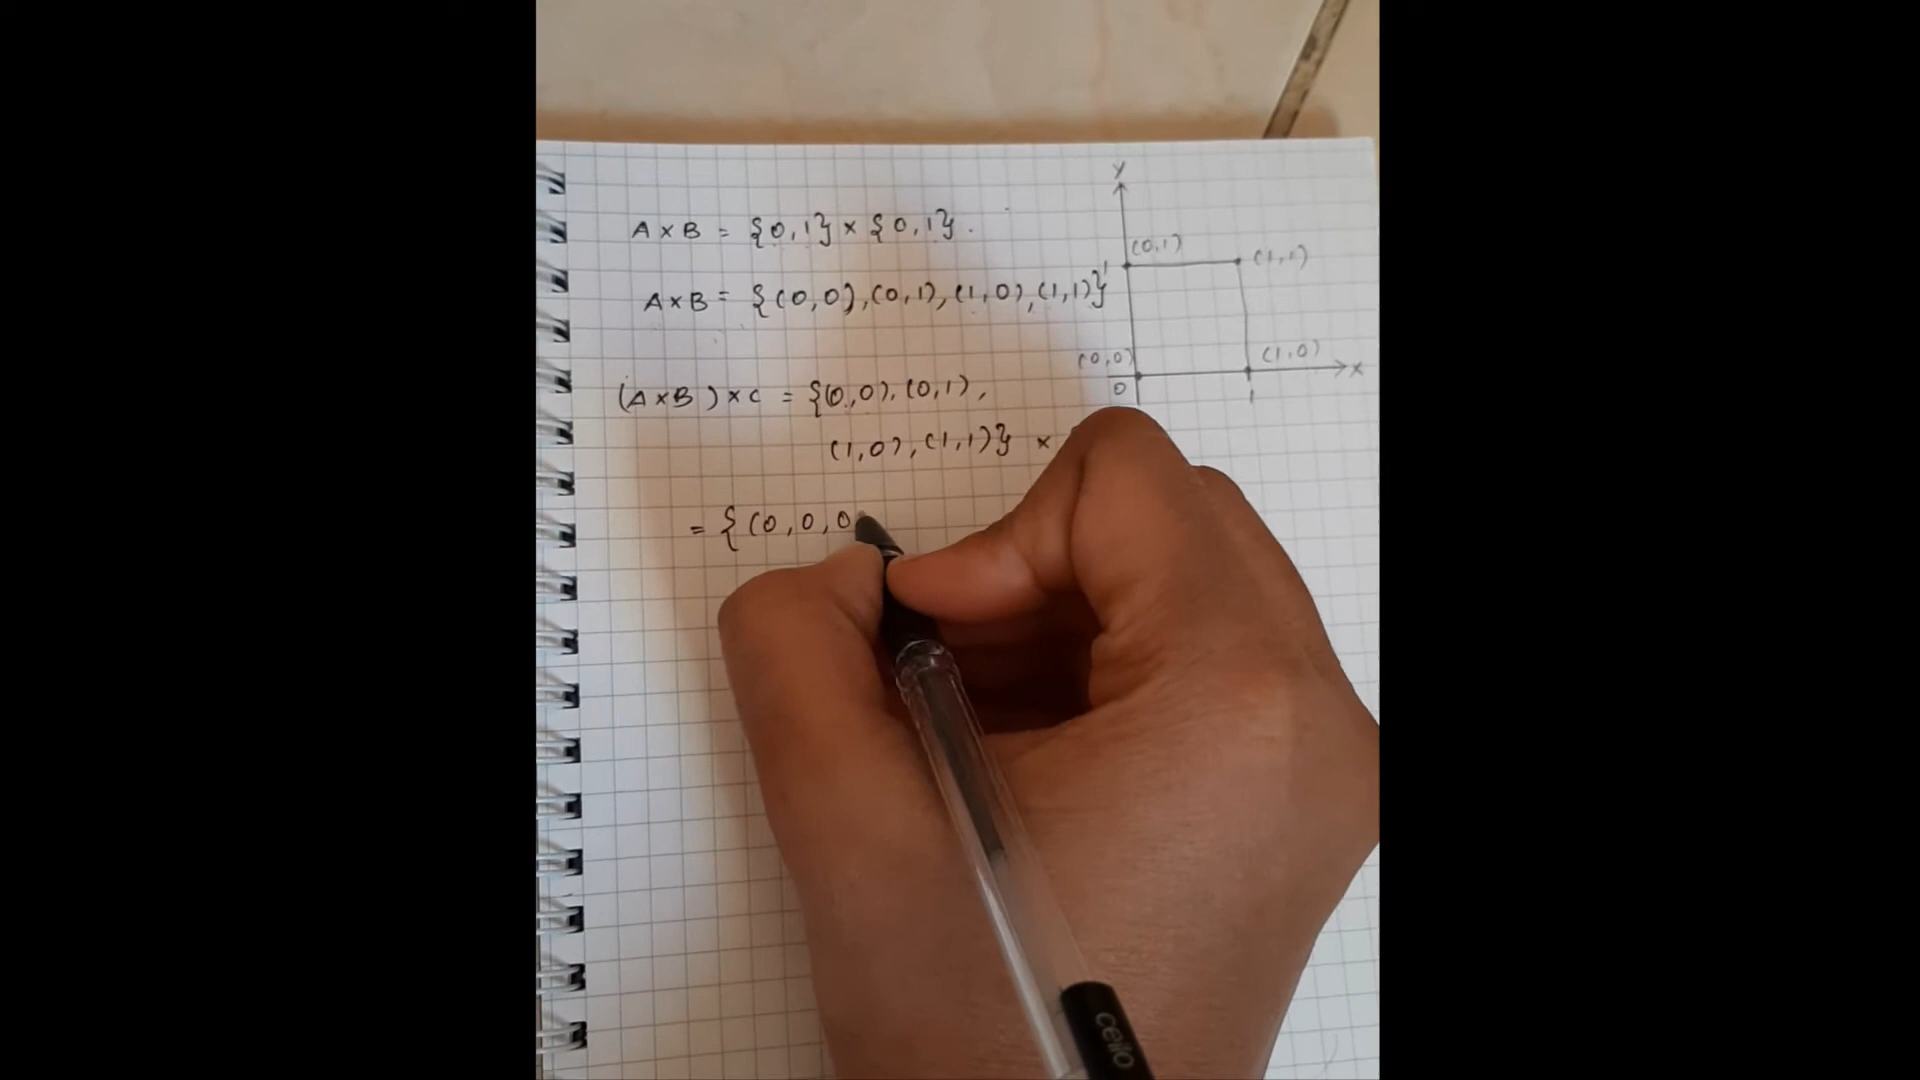 A×B = {0,1} × {0,1}.
A×B = {(0,0),(0,1),(1,0),(1,1)}
(A×B)×C = {(0,0),(0,1),
(1,0),(1,1)} ×
= {(0,0,0
Y
(0,1)
(1,1)
1
(0,0)
(1,0)
X
0
1
cello